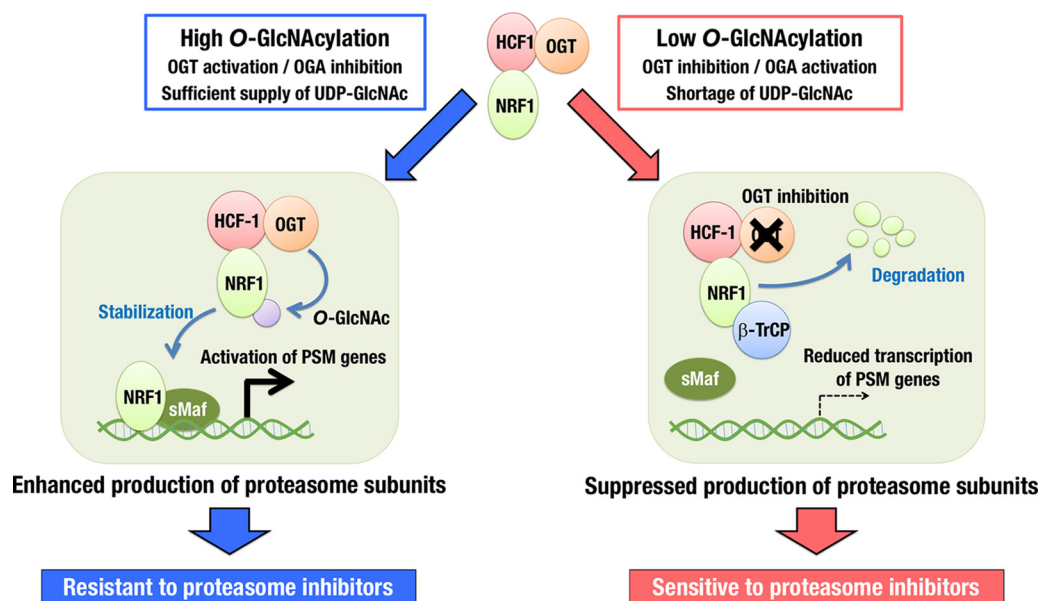 High O-GlcNAcylation
OGT activation / OGA inhibition
Sufficient supply of UDP-GlcNAc
HCF1
OGT
NRF1
Low O-GlcNAcylation
OGT inhibition / OGA activation
Shortage of UDP-GlcNAc
HCF-1
OGT
NRF1
Stabilization
O-GlcNAc
Activation of PSM genes
NRF1
sMaf
Enhanced production of proteasome subunits
Resistant to proteasome inhibitors
OGT inhibition
HCF-1
NRF1
Degradation
β-TrCP
sMaf
Reduced transcription
of PSM genes
Suppressed production of proteasome subunits
Sensitive to proteasome inhibitors